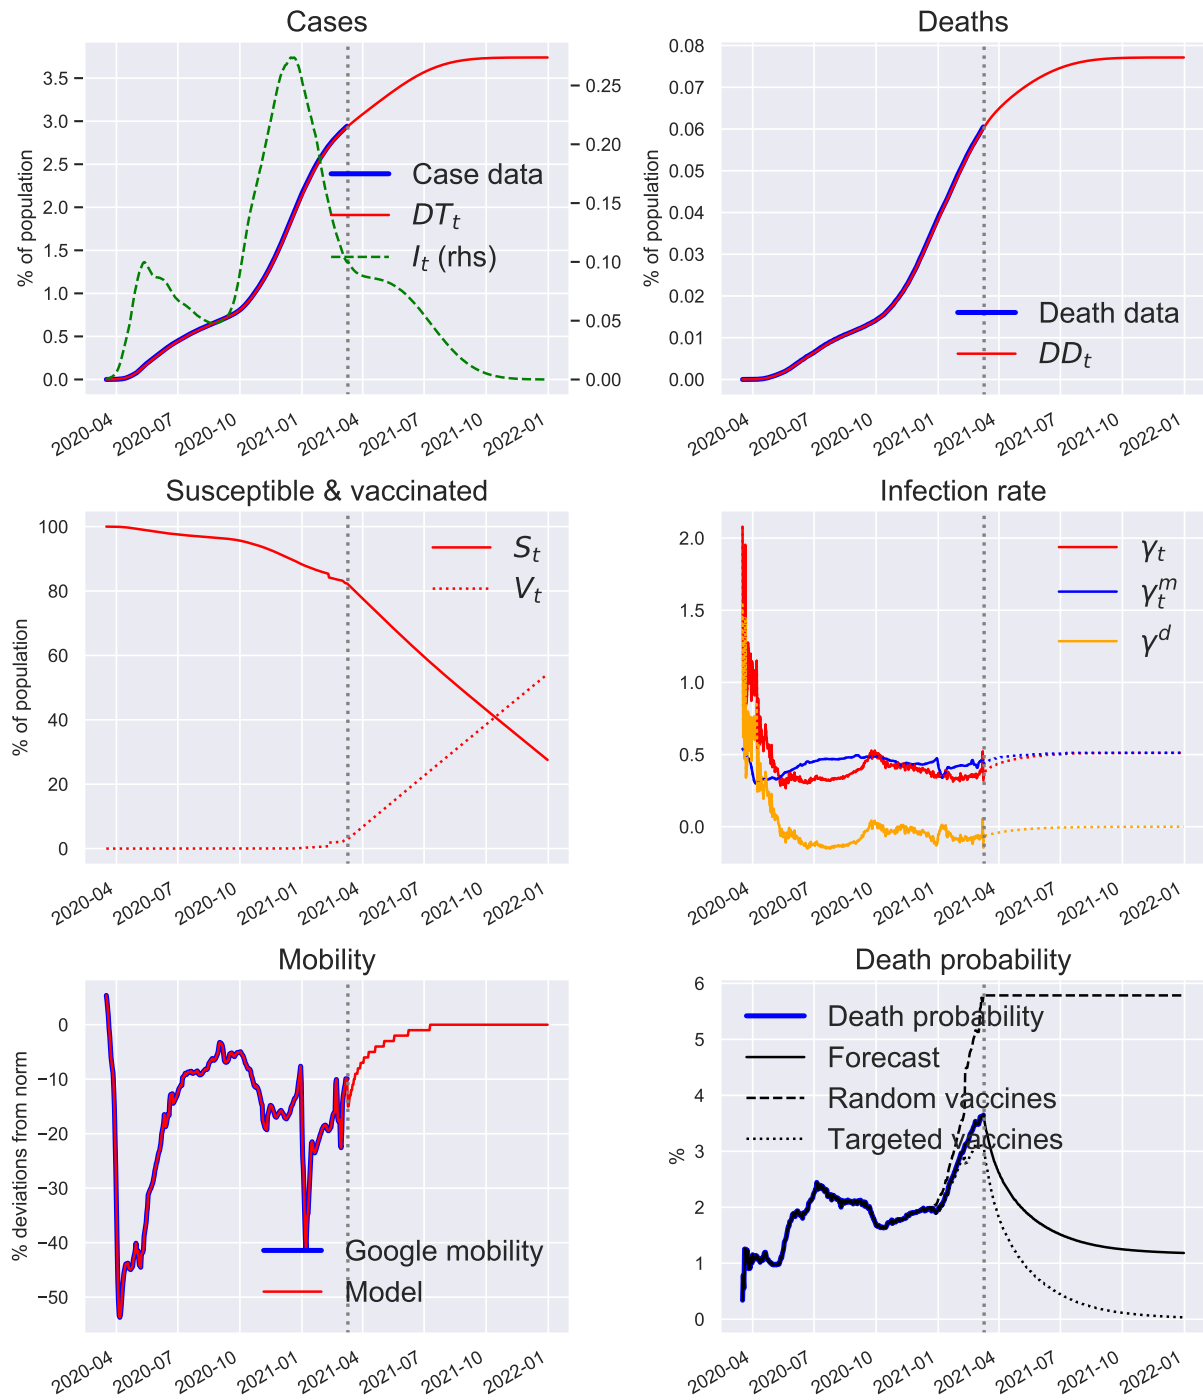 Cases
% of population
3.5
3.0
2.5
2.0
1.5
1.0
0.5
0.0
0.25
0.20
0.15
0.10
0.05
0.00
Case data
DT_t
I_t (rhs)
2020-04 2020-07 2020-10 2021-01 2021-04 2021-07 2021-10 2022-01
Deaths
% of population
0.08
0.07
0.06
0.05
0.04
0.03
0.02
0.01
0.00
Death data
DD_t
2020-04 2020-07 2020-10 2021-01 2021-04 2021-07 2021-10 2022-01
Susceptible & vaccinated
% of population
100
80
60
40
20
0
S_t
V_t
2020-04 2020-07 2020-10 2021-01 2021-04 2021-07 2021-10 2022-01
Infection rate
2.0
1.5
1.0
0.5
0.0
γ_t
γ_t^m
γ^d
2020-04 2020-07 2020-10 2021-01 2021-04 2021-07 2021-10 2022-01
Mobility
% deviations from norm
0
−10
−20
−30
−40
−50
Google mobility
Model
2020-04 2020-07 2020-10 2021-01 2021-04 2021-07 2021-10 2022-01
Death probability
%
6
5
4
3
2
1
0
Death probability
Forecast
Random vaccines
Targeted vaccines
2020-04 2020-07 2020-10 2021-01 2021-04 2021-07 2021-10 2022-01